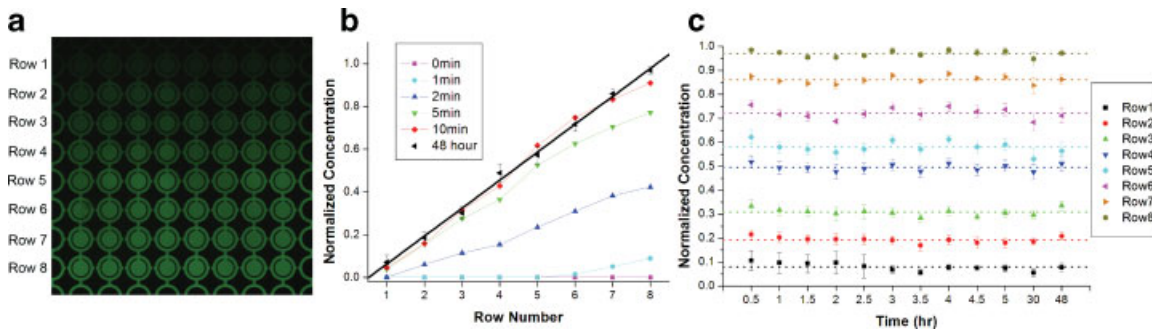 a
Row 1
Row 2
Row 3
Row 4
Row 5
Row 6
Row 7
Row 8
b
Normalized Concentration
1.0
0.8
0.6
0.4
0.2
0.0
0min
1min
2min
5min
10min
48 hour
1 2 3 4 5 6 7 8
Row Number
c
Normalized Concentration
1.0
0.9
0.8
0.7
0.6
0.5
0.4
0.3
0.2
0.1
0.0
0.5 1 1.5 2 2.5 3 3.5 4 4.5 5 30 48
Time (hr)
Row1
Row2
Row3
Row4
Row5
Row6
Row7
Row8